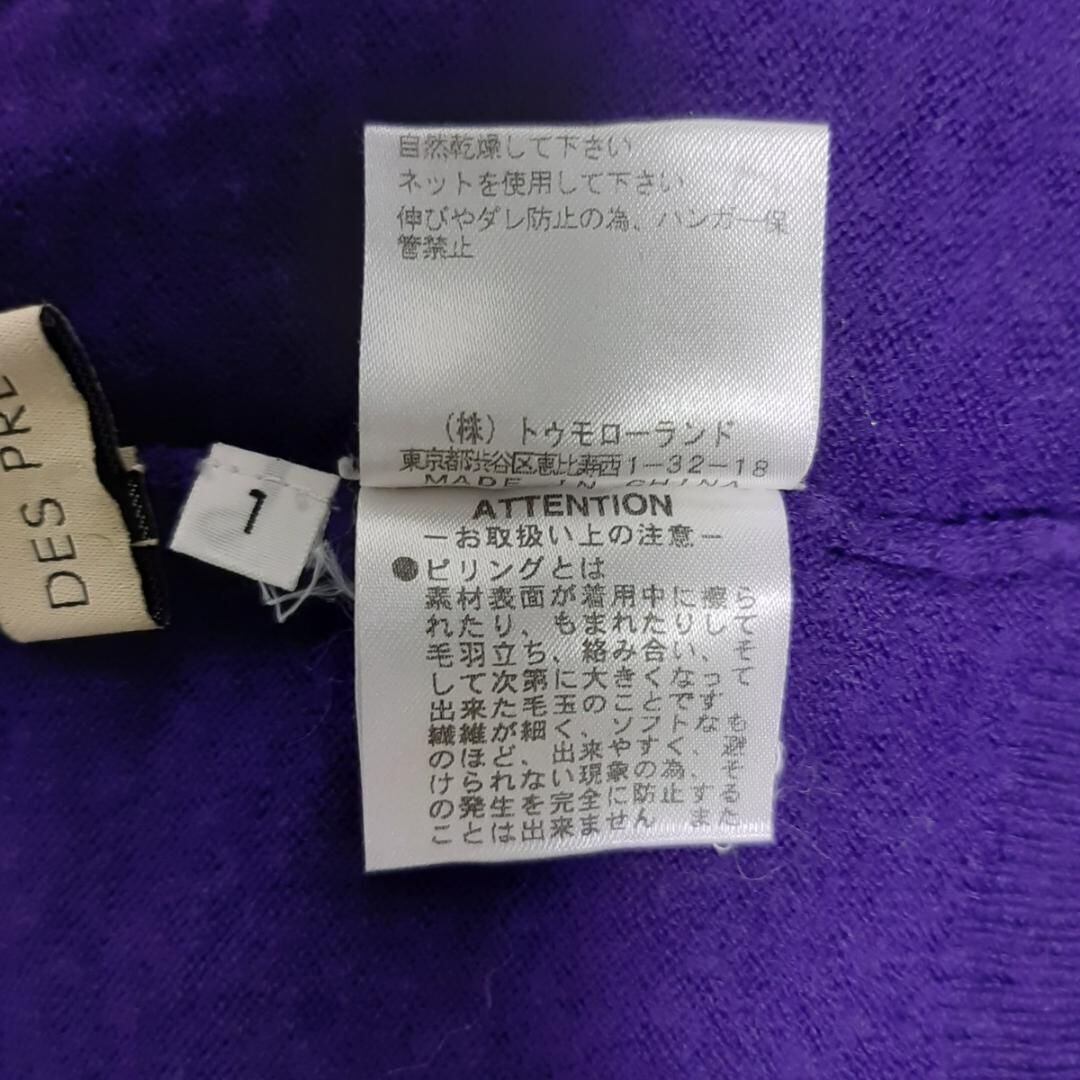 自然乾燥して下さい
ネットを使用して下さい
伸びやダレ防止の為、ハンガー保
管禁止
(株) トゥモローランド
東京都渋谷区恵比寿西1-32-18
MADE IN CHINA
DES PRE
1
ATTENTION
－お取扱い上の注意－
●ピリングとは
素材表面が着用中に擦ら
れたり、もまれたりして
毛羽立ち、絡み合い、そ
して次第に大きくなって
出来た毛玉のことです
繊維が細く、ソフトなも
のほど、出来やすく、避
けられない現象の為、そ
の発生を完全に防止する
ことは出来ません また